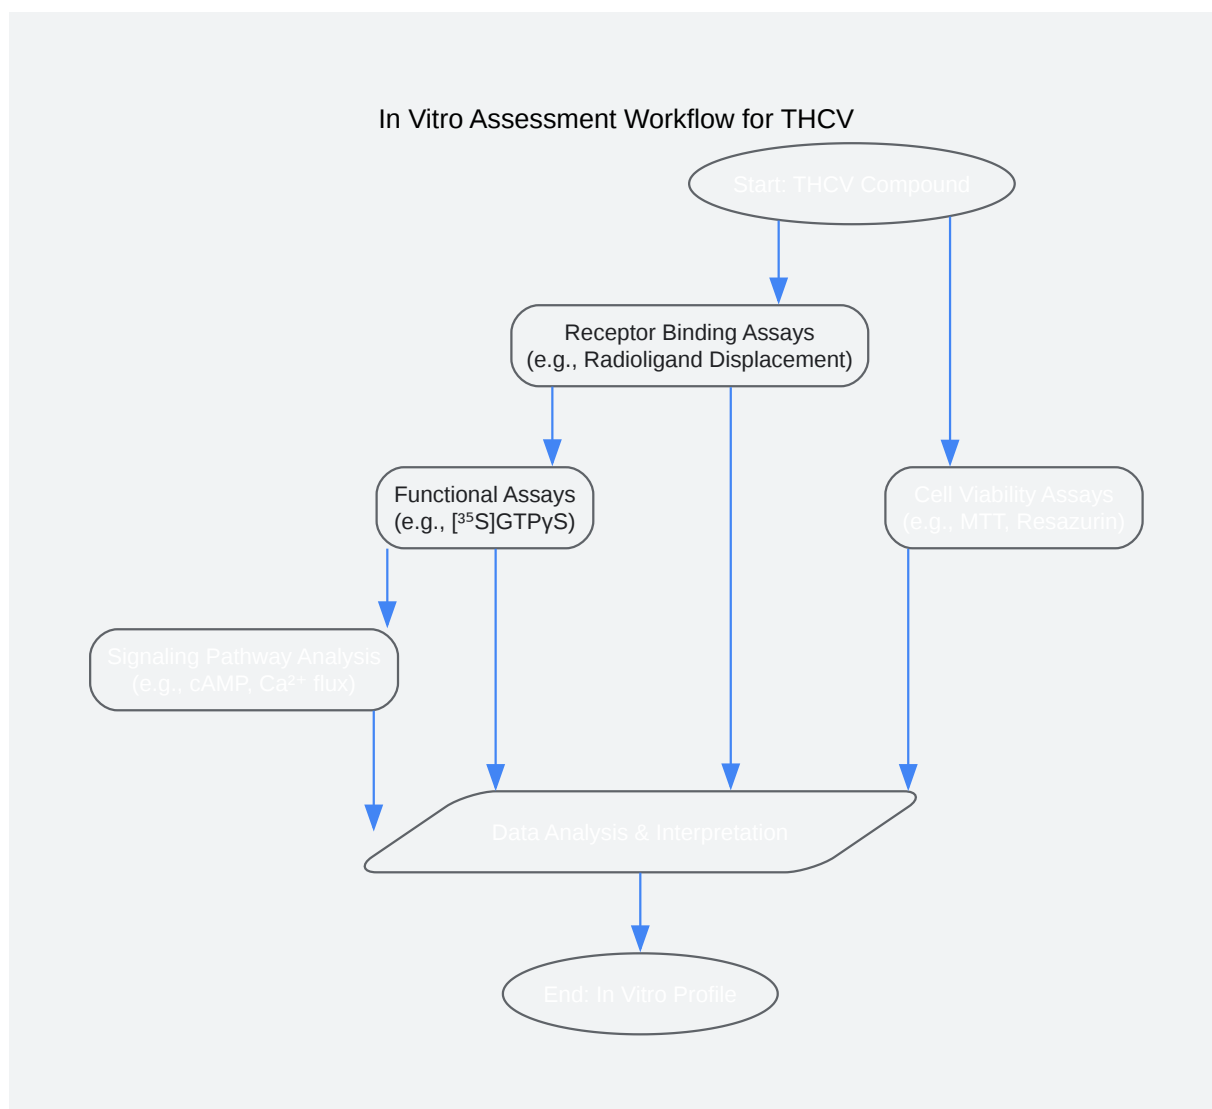 In Vitro Assessment Workflow for THCV
Start: THCV Compound
Receptor Binding Assays
(e.g., Radioligand Displacement)
Functional Assays
(e.g., [³⁵S]GTPγS)
Cell Viability Assays
(e.g., MTT, Resazurin)
Signaling Pathway Analysis
(e.g., cAMP, Ca²⁺ flux)
Data Analysis & Interpretation
End: In Vitro Profile